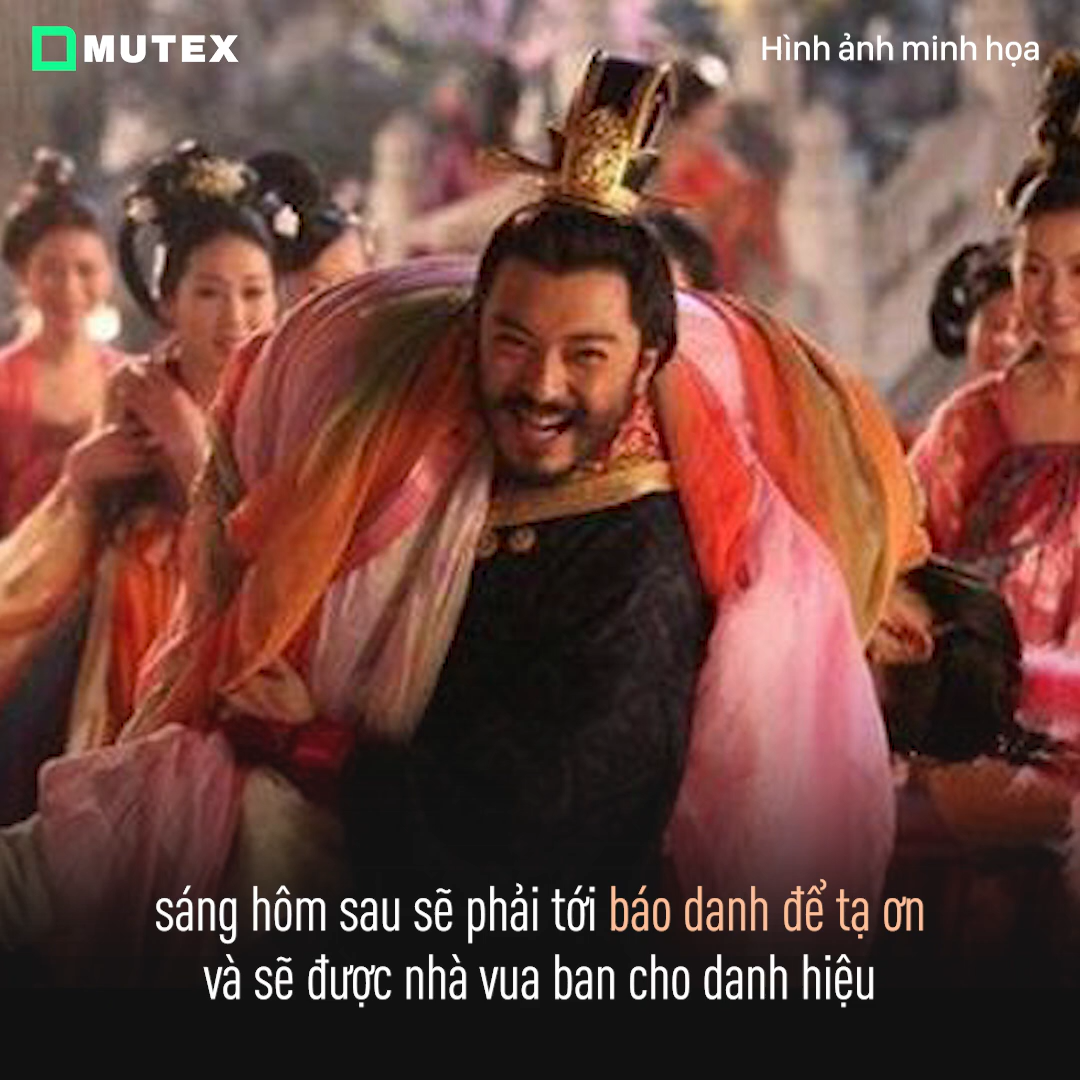 MUTEX
Hình ảnh minh họa
sáng hôm sau sẽ phải tới báo danh để tạ ơn
và sẽ được nhà vua ban cho danh hiệu